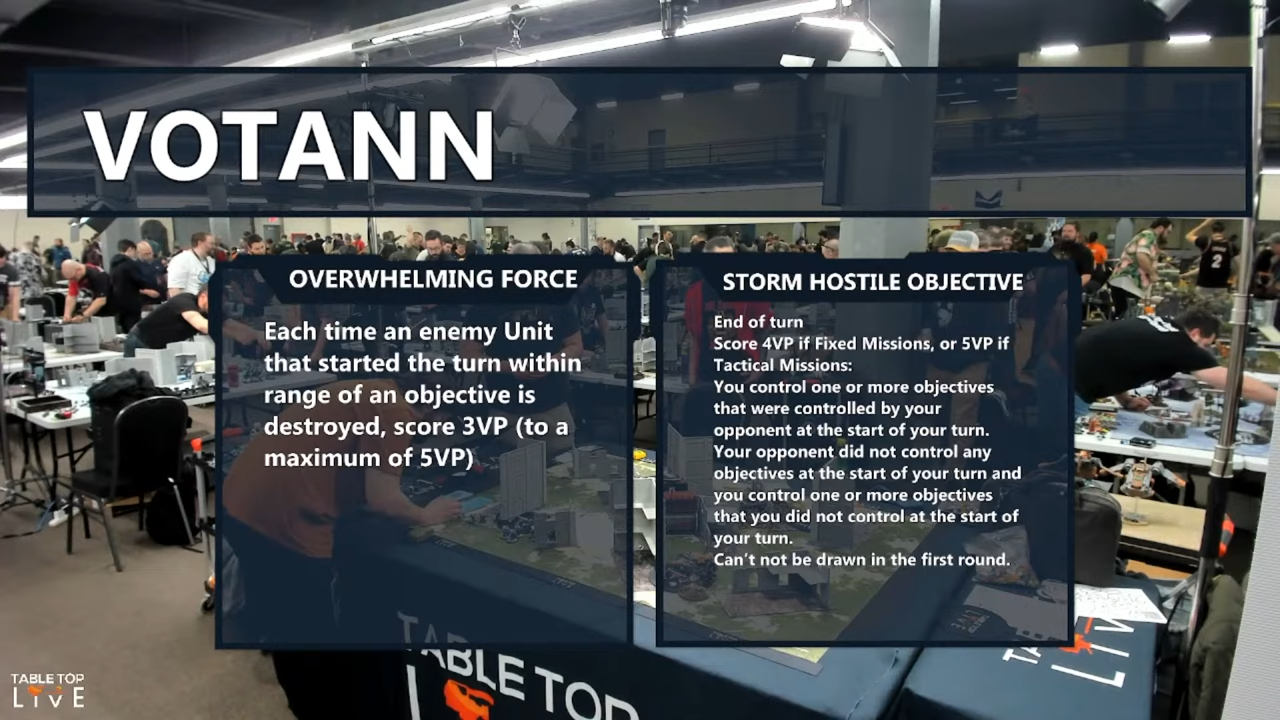 VOTANN
OVERWHELMING FORCE
Each time an enemy Unit
that started the turn within
range of an objective is
destroyed, score 3VP (to a
maximum of 5VP)
STORM HOSTILE OBJECTIVE
End of turn
Score 4VP if Fixed Missions, or 5VP if
Tactical Missions:
You control one or more objectives
that were controlled by your
opponent at the start of your turn.
Your opponent did not control any
objectives at the start of your turn and
you control one or more objectives
that you did not control at the start of
your turn.
Can't not be drawn in the first round.
2
TABLE TOP
L
TABLE TOP
LIVE